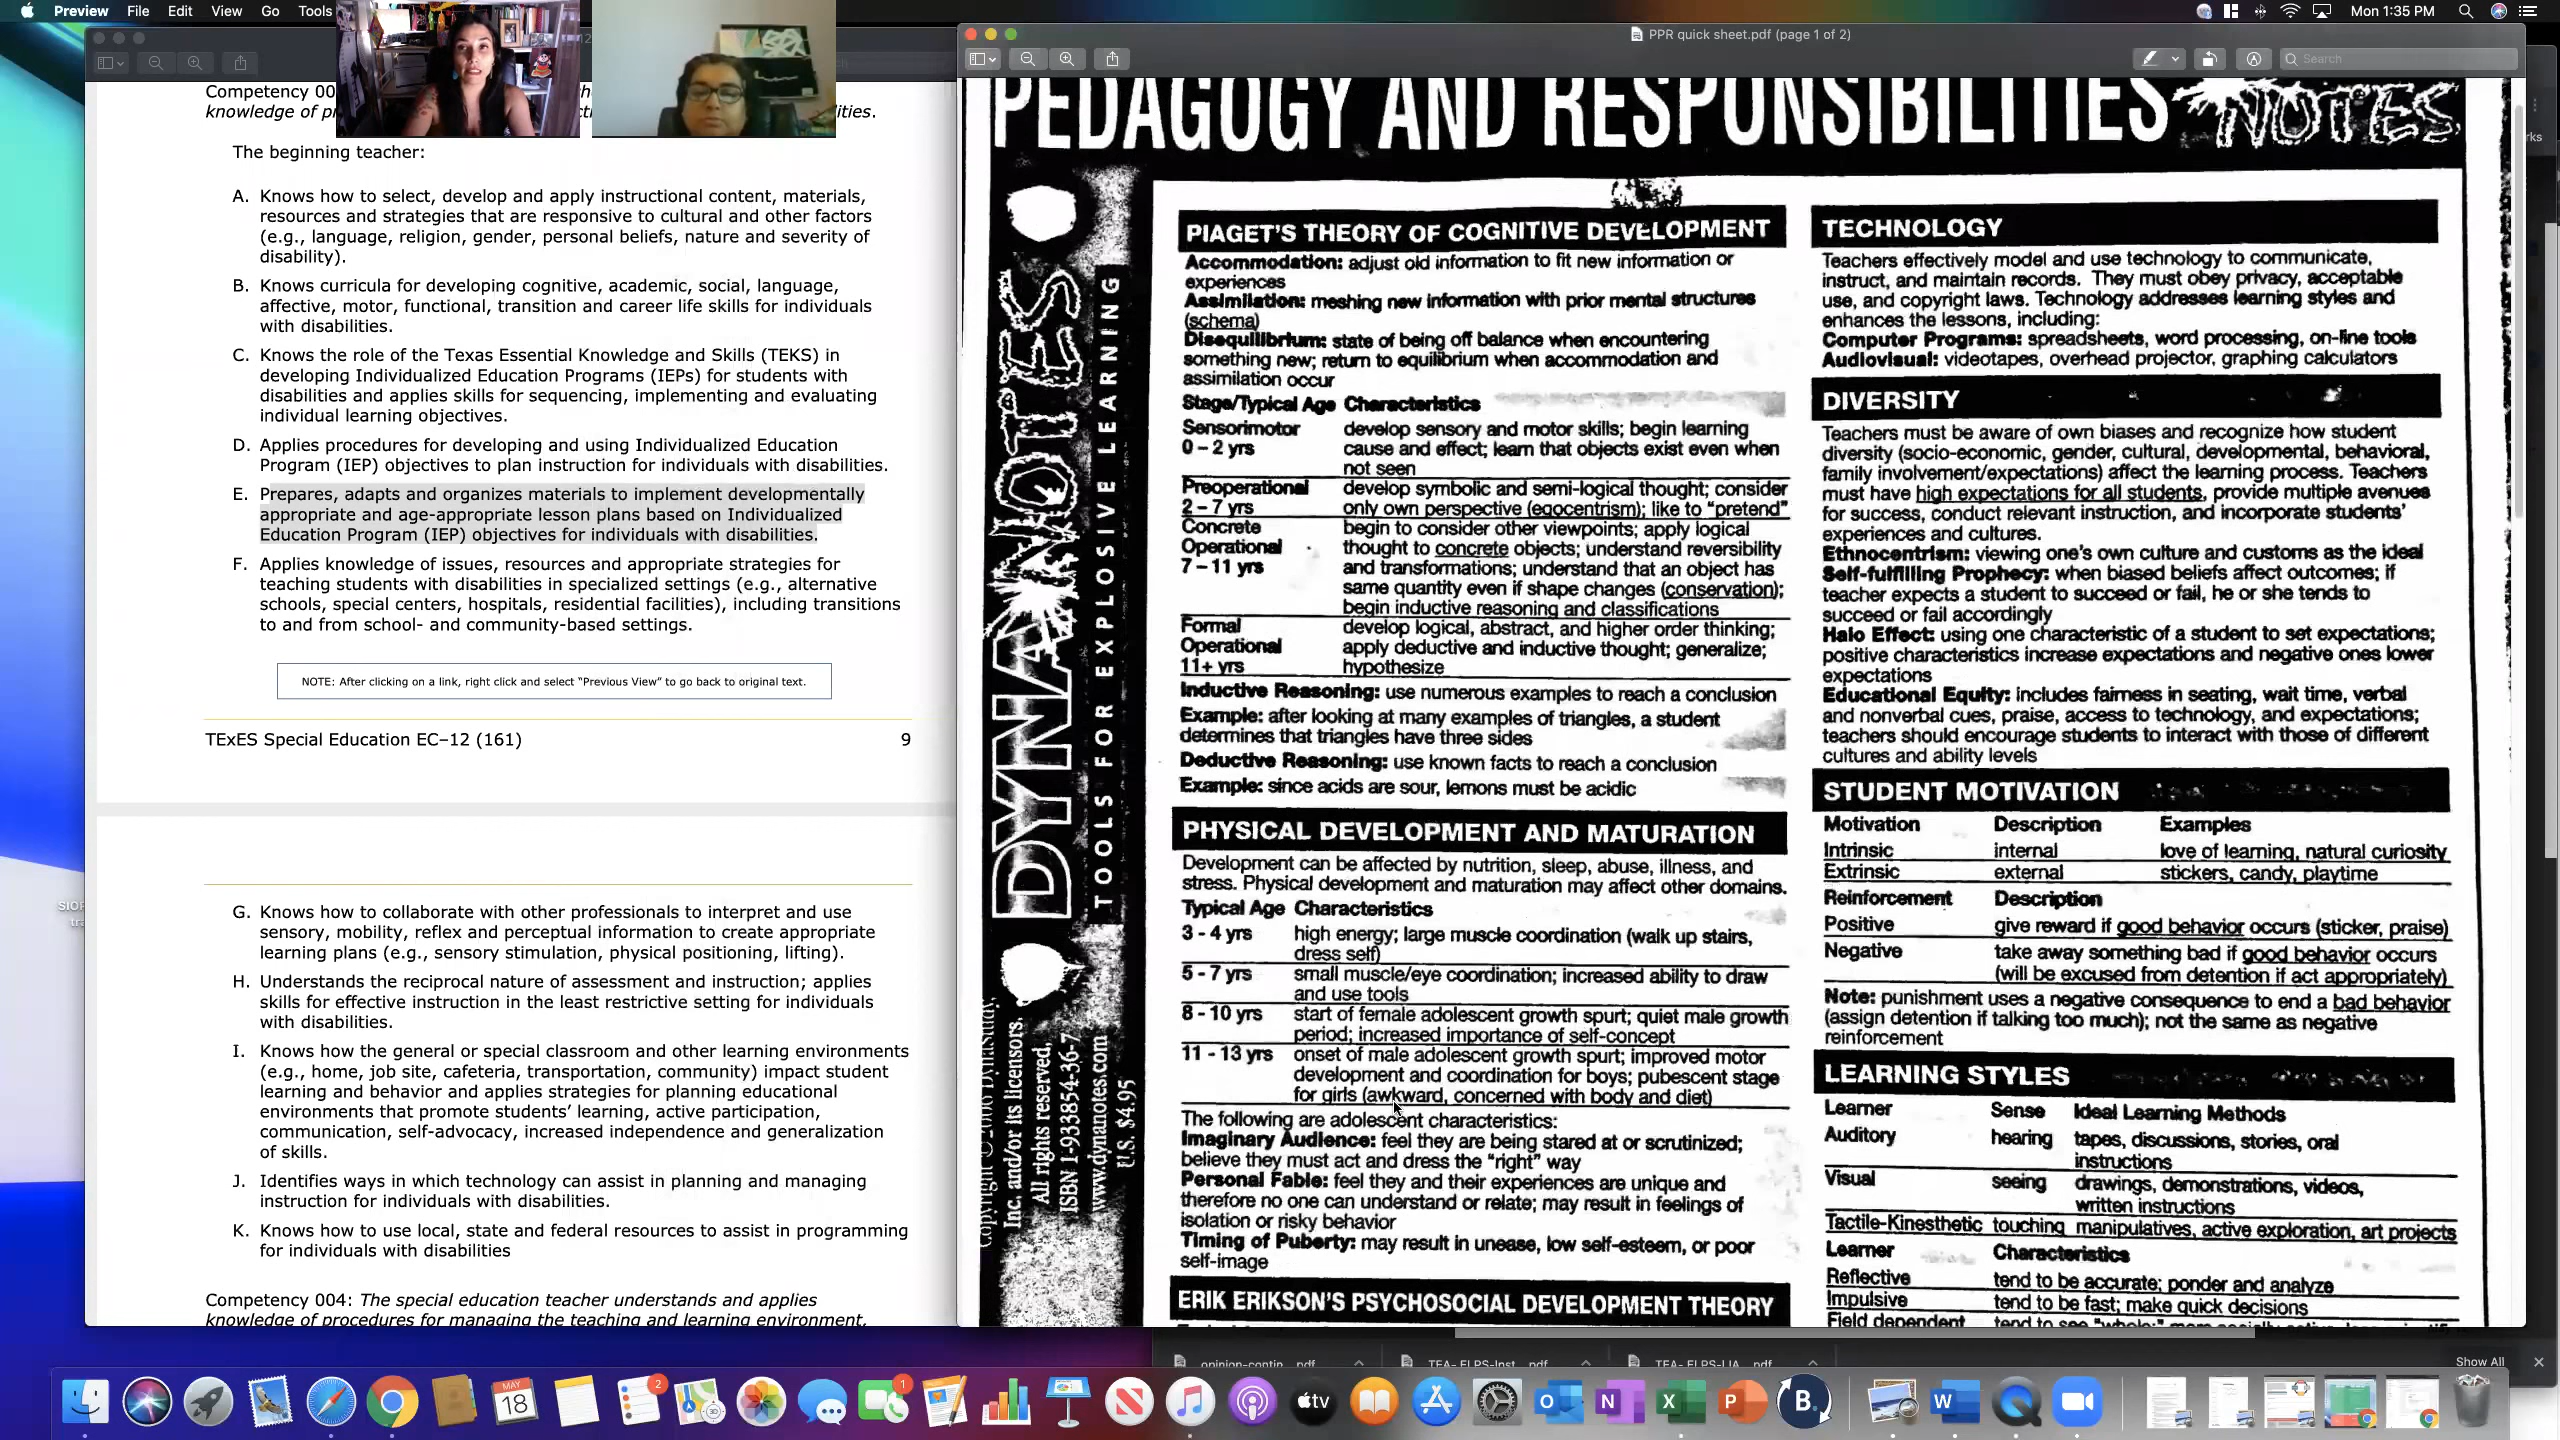 Preview File Edit View Go Tools
Mon 1:35 PM
Competency 00
knowledge of pr
ities.
The beginning teacher:
A. Knows how to select, develop and apply instructional content, materials,
resources and strategies that are responsive to cultural and other factors
(e.g., language, religion, gender, personal beliefs, nature and severity of
disability).
B. Knows curricula for developing cognitive, academic, social, language,
affective, motor, functional, transition and career life skills for individuals
with disabilities.
C. Knows the role of the Texas Essential Knowledge and Skills (TEKS) in
developing Individualized Education Programs (IEPs) for students with
disabilities and applies skills for sequencing, implementing and evaluating
individual learning objectives.
D. Applies procedures for developing and using Individualized Education
Program (IEP) objectives to plan instruction for individuals with disabilities.
E. Prepares, adapts and organizes materials to implement developmentally
appropriate and age-appropriate lesson plans based on Individualized
Education Program (IEP) objectives for individuals with disabilities.
F. Applies knowledge of issues, resources and appropriate strategies for
teaching students with disabilities in specialized settings (e.g., alternative
schools, special centers, hospitals, residential facilities), including transitions
to and from school- and community-based settings.
NOTE: After clicking on a link, right click and select “Previous View” to go back to original text.
TExES Special Education EC–12 (161) 9
G. Knows how to collaborate with other professionals to interpret and use
sensory, mobility, reflex and perceptual information to create appropriate
learning plans (e.g., sensory stimulation, physical positioning, lifting).
H. Understands the reciprocal nature of assessment and instruction; applies
skills for effective instruction in the least restrictive setting for individuals
with disabilities.
I. Knows how the general or special classroom and other learning environments
(e.g., home, job site, cafeteria, transportation, community) impact student
learning and behavior and applies strategies for planning educational
environments that promote students’ learning, active participation,
communication, self-advocacy, increased independence and generalization
of skills.
J. Identifies ways in which technology can assist in planning and managing
instruction for individuals with disabilities.
K. Knows how to use local, state and federal resources to assist in programming
for individuals with disabilities
Competency 004: The special education teacher understands and applies
knowledge of procedures for managing the teaching and learning environment,
PPR quick sheet.pdf (page 1 of 2)
Search
PEDAGOGY AND RESPONSIBILITIES NOTES
DYNANOTES
TOOLS FOR EXPLOSIVE LEARNING
Inc. and/or its licensors.
All rights reserved.
ISBN 1-933854-36-7
www.dynanotes.com
U.S. $4.95
PIAGET'S THEORY OF COGNITIVE DEVELOPMENT
Accommodation: adjust old information to fit new information or
experiences
Assimilation: meshing new information with prior mental structures
(schema)
Disequilibrium: state of being off balance when encountering
something new; return to equilibrium when accommodation and
assimilation occur
Stage/Typical Age Characteristics
Sensorimotor develop sensory and motor skills; begin learning
0 – 2 yrs cause and effect; learn that objects exist even when
not seen
Preoperational develop symbolic and semi-logical thought; consider
2 – 7 yrs only own perspective (egocentrism); like to "pretend"
Concrete begin to consider other viewpoints; apply logical
Operational thought to concrete objects; understand reversibility
7 – 11 yrs and transformations; understand that an object has
same quantity even if shape changes (conservation);
begin inductive reasoning and classifications
Formal develop logical, abstract, and higher order thinking;
Operational apply deductive and inductive thought; generalize;
11+ yrs hypothesize
Inductive Reasoning: use numerous examples to reach a conclusion
Example: after looking at many examples of triangles, a student
determines that triangles have three sides
Deductive Reasoning: use known facts to reach a conclusion
Example: since acids are sour, lemons must be acidic
PHYSICAL DEVELOPMENT AND MATURATION
Development can be affected by nutrition, sleep, abuse, illness, and
stress. Physical development and maturation may affect other domains.
Typical Age Characteristics
3 - 4 yrs high energy; large muscle coordination (walk up stairs,
dress self)
5 - 7 yrs small muscle/eye coordination; increased ability to draw
and use tools
8 - 10 yrs start of female adolescent growth spurt; quiet male growth
period; increased importance of self-concept
11 - 13 yrs onset of male adolescent growth spurt; improved motor
development and coordination for boys; pubescent stage
for girls (awkward, concerned with body and diet)
The following are adolescent characteristics:
Imaginary Audience: feel they are being stared at or scrutinized;
believe they must act and dress the "right" way
Personal Fable: feel they and their experiences are unique and
therefore no one can understand or relate; may result in feelings of
isolation or risky behavior
Timing of Puberty: may result in unease, low self-esteem, or poor
self-image
ERIK ERIKSON'S PSYCHOSOCIAL DEVELOPMENT THEORY
TECHNOLOGY
Teachers effectively model and use technology to communicate,
instruct, and maintain records. They must obey privacy, acceptable
use, and copyright laws. Technology addresses learning styles and
enhances the lessons, including:
Computer Programs: spreadsheets, word processing, on-line tools
Audiovisual: videotapes, overhead projector, graphing calculators
DIVERSITY
Teachers must be aware of own biases and recognize how student
diversity (socio-economic, gender, cultural, developmental, behavioral,
family involvement/expectations) affect the learning process. Teachers
must have high expectations for all students, provide multiple avenues
for success, conduct relevant instruction, and incorporate students'
experiences and cultures.
Ethnocentrism: viewing one's own culture and customs as the ideal
Self-fulfilling Prophecy: when biased beliefs affect outcomes; if
teacher expects a student to succeed or fail, he or she tends to
succeed or fail accordingly
Halo Effect: using one characteristic of a student to set expectations;
positive characteristics increase expectations and negative ones lower
expectations
Educational Equity: includes fairness in seating, wait time, verbal
and nonverbal cues, praise, access to technology, and expectations;
teachers should encourage students to interact with those of different
cultures and ability levels
STUDENT MOTIVATION
Motivation Description Examples
Intrinsic internal love of learning, natural curiosity
Extrinsic external stickers, candy, playtime
Reinforcement Description
Positive give reward if good behavior occurs (sticker, praise)
Negative take away something bad if good behavior occurs
(will be excused from detention if act appropriately)
Note: punishment uses a negative consequence to end a bad behavior
(assign detention if talking too much); not the same as negative
reinforcement
LEARNING STYLES
Learner Sense Ideal Learning Methods
Auditory hearing tapes, discussions, stories, oral
instructions
Visual seeing drawings, demonstrations, videos,
written instructions
Tactile-Kinesthetic touching manipulatives, active exploration, art projects
Learner Characteristics
Reflective tend to be accurate; ponder and analyze
Impulsive tend to be fast; make quick decisions
Field dependent tend to see "whole;"
Show All
MAY
18
2
1
tv